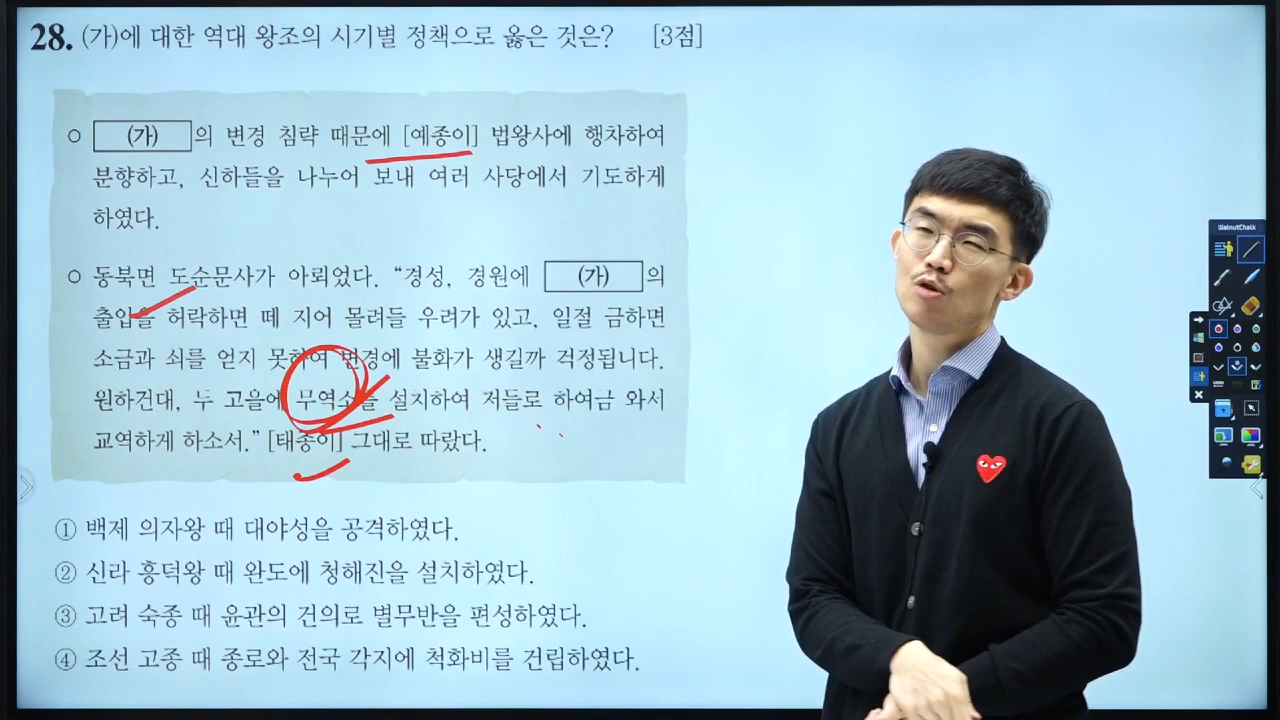 28. (가)에 대한 역대 왕조의 시기별 정책으로 옳은 것은? [3점]
○ (가) 의 변경 침략 때문에 [예종이] 법왕사에 행차하여
분향하고, 신하들을 나누어 보내 여러 사당에서 기도하게
하였다.
○ 동북면 도순문사가 아뢰었다. “경성, 경원에 (가) 의
출입을 허락하면 떼 지어 몰려들 우려가 있고, 일절 금하면
소금과 쇠를 얻지 못하여 변경에 불화가 생길까 걱정됩니다.
원하건대, 두 고을에 무역소를 설치하여 저들로 하여금 와서
교역하게 하소서.” [태종이] 그대로 따랐다.
① 백제 의자왕 때 대야성을 공격하였다.
② 신라 흥덕왕 때 완도에 청해진을 설치하였다.
③ 고려 숙종 때 윤관의 건의로 별무반을 편성하였다.
④ 조선 고종 때 종로와 전국 각지에 척화비를 건립하였다.
WalnutChalk